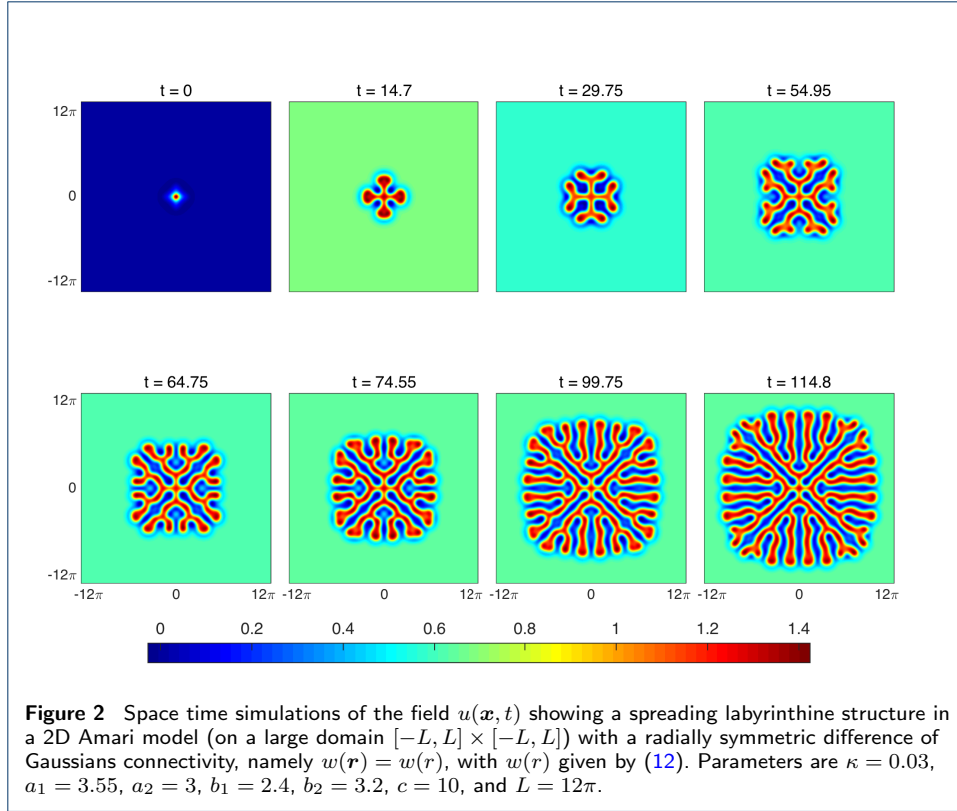 t = 0 t = 14.7 t = 29.75 t = 54.95
12π
0
-12π
t = 64.75 t = 74.55 t = 99.75 t = 114.8
12π
0
-12π
-12π 0 12π -12π 0 12π -12π 0 12π -12π 0 12π
0 0.2 0.4 0.6 0.8 1 1.2 1.4
Figure 2 Space time simulations of the field u(x, t) showing a spreading labyrinthine structure in
a 2D Amari model (on a large domain [−L, L] × [−L, L]) with a radially symmetric difference of
Gaussians connectivity, namely w(r) = w(r), with w(r) given by (12). Parameters are κ = 0.03,
a₁ = 3.55, a₂ = 3, b₁ = 2.4, b₂ = 3.2, c = 10, and L = 12π.